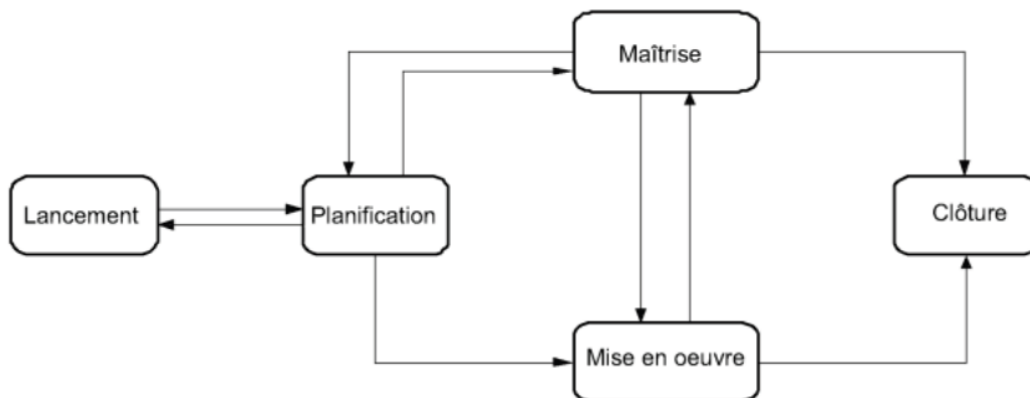 Maîtrise
Lancement
Planification
Clôture
Mise en oeuvre